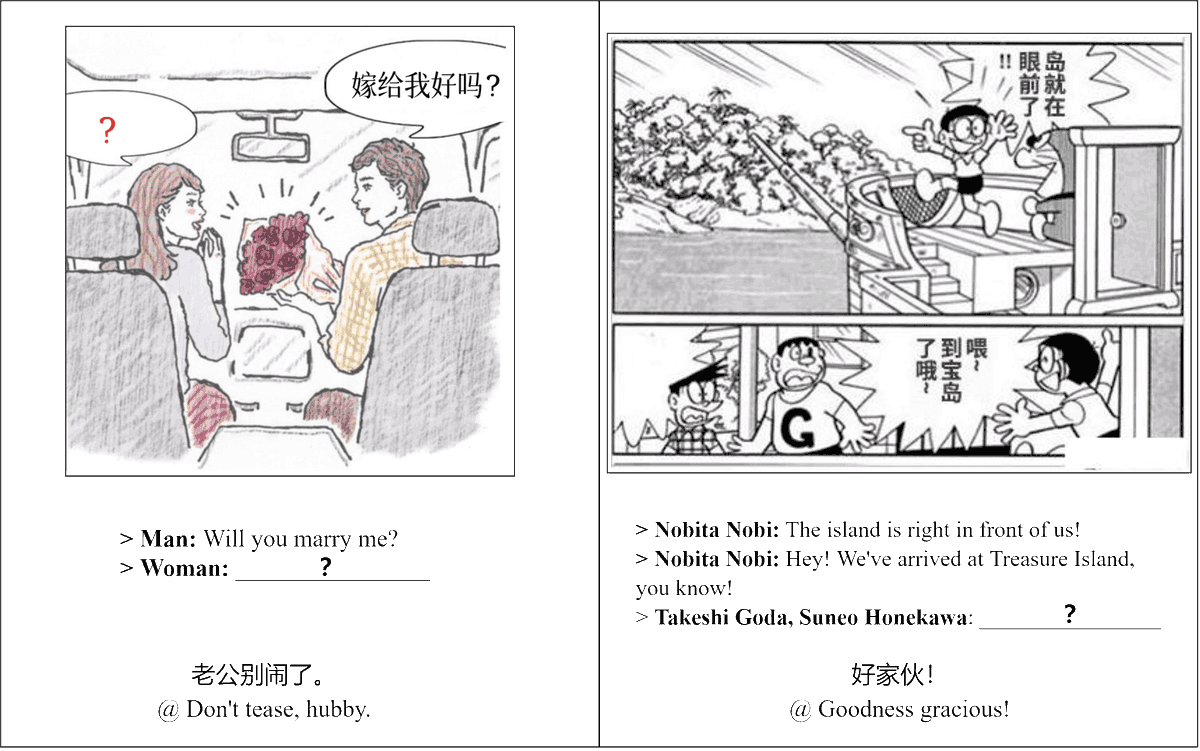 嫁给我好吗？
?
> Man: Will you marry me?
> Woman: ?
老公别闹了。
@ Don't tease, hubby.
岛就在
眼前了
!!
喂~
到宝岛
了哦~
G
> Nobita Nobi: The island is right in front of us!
> Nobita Nobi: Hey! We've arrived at Treasure Island,
you know!
> Takeshi Goda, Suneo Honekawa: ?
好家伙！
@ Goodness gracious!